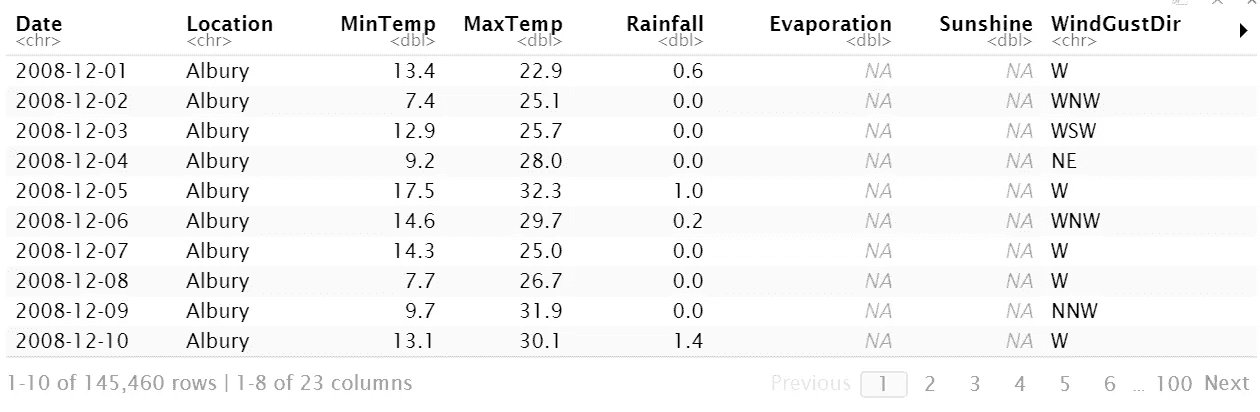 Date Location MinTemp MaxTemp Rainfall Evaporation Sunshine WindGustDir
<chr> <chr> <dbl> <dbl> <dbl> <dbl> <dbl> <chr>
2008-12-01 Albury 13.4 22.9 0.6 NA NA W
2008-12-02 Albury 7.4 25.1 0.0 NA NA WNW
2008-12-03 Albury 12.9 25.7 0.0 NA NA WSW
2008-12-04 Albury 9.2 28.0 0.0 NA NA NE
2008-12-05 Albury 17.5 32.3 1.0 NA NA W
2008-12-06 Albury 14.6 29.7 0.2 NA NA WNW
2008-12-07 Albury 14.3 25.0 0.0 NA NA W
2008-12-08 Albury 7.7 26.7 0.0 NA NA W
2008-12-09 Albury 9.7 31.9 0.0 NA NA NNW
2008-12-10 Albury 13.1 30.1 1.4 NA NA W
1-10 of 145,460 rows | 1-8 of 23 columns Previous 1 2 3 4 5 6 ... 100 Next